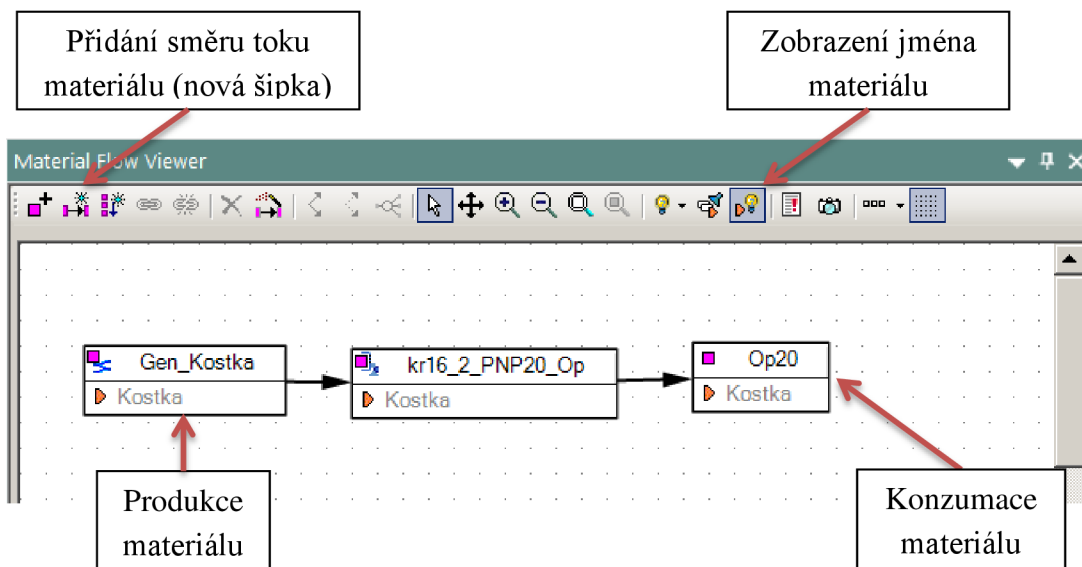 Přidání směru toku
materiálu (nová šipka)
Zobrazení jména
materiálu
Material Flow Viewer
Gen_Kostka
Kostka
kr16_2_PNP20_Op
Kostka
Op20
Kostka
Produkce
materiálu
Konzumace
materiálu